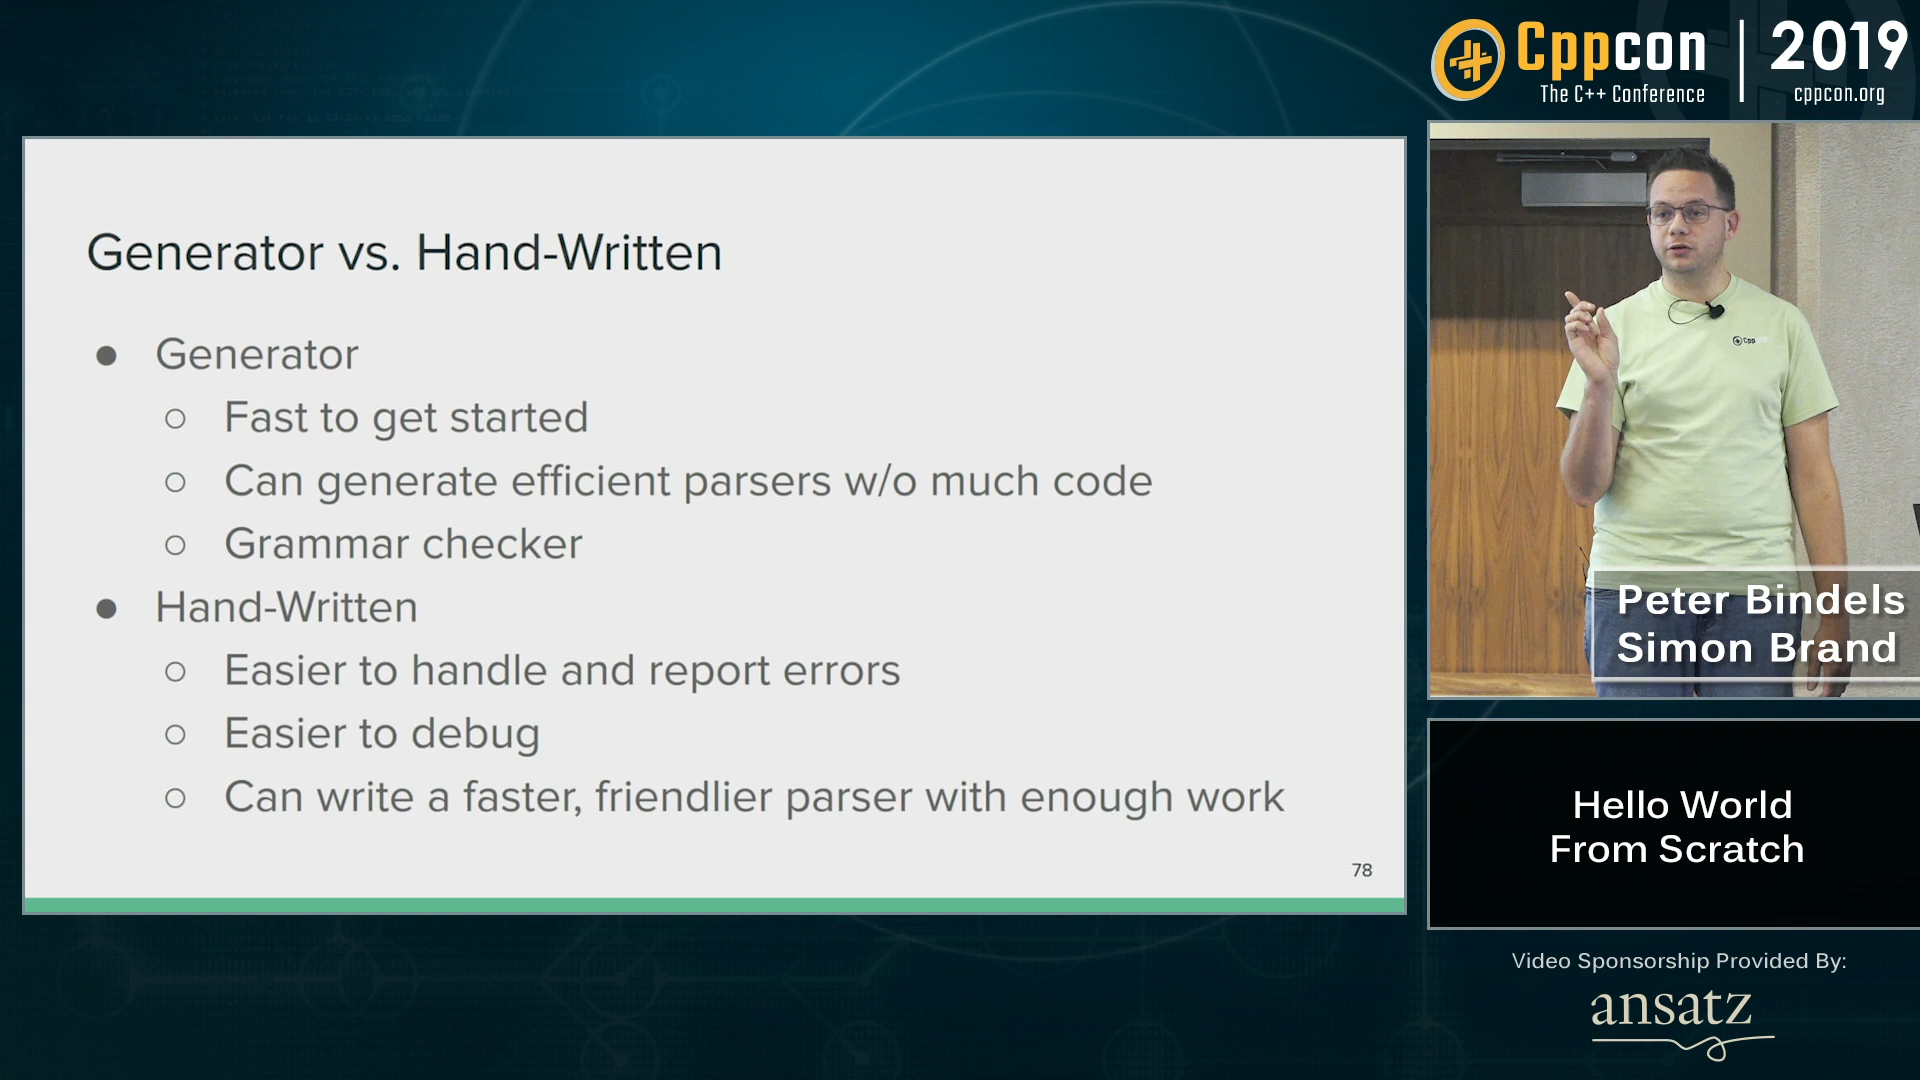 Cppcon
The C++ Conference
2019
cppcon.org
Generator vs. Hand-Written
● Generator
○ Fast to get started
○ Can generate efficient parsers w/o much code
○ Grammar checker
● Hand-Written
○ Easier to handle and report errors
○ Easier to debug
○ Can write a faster, friendlier parser with enough work
78
Cpp
Peter Bindels
Simon Brand
Hello World
From Scratch
Video Sponsorship Provided By:
ansatz